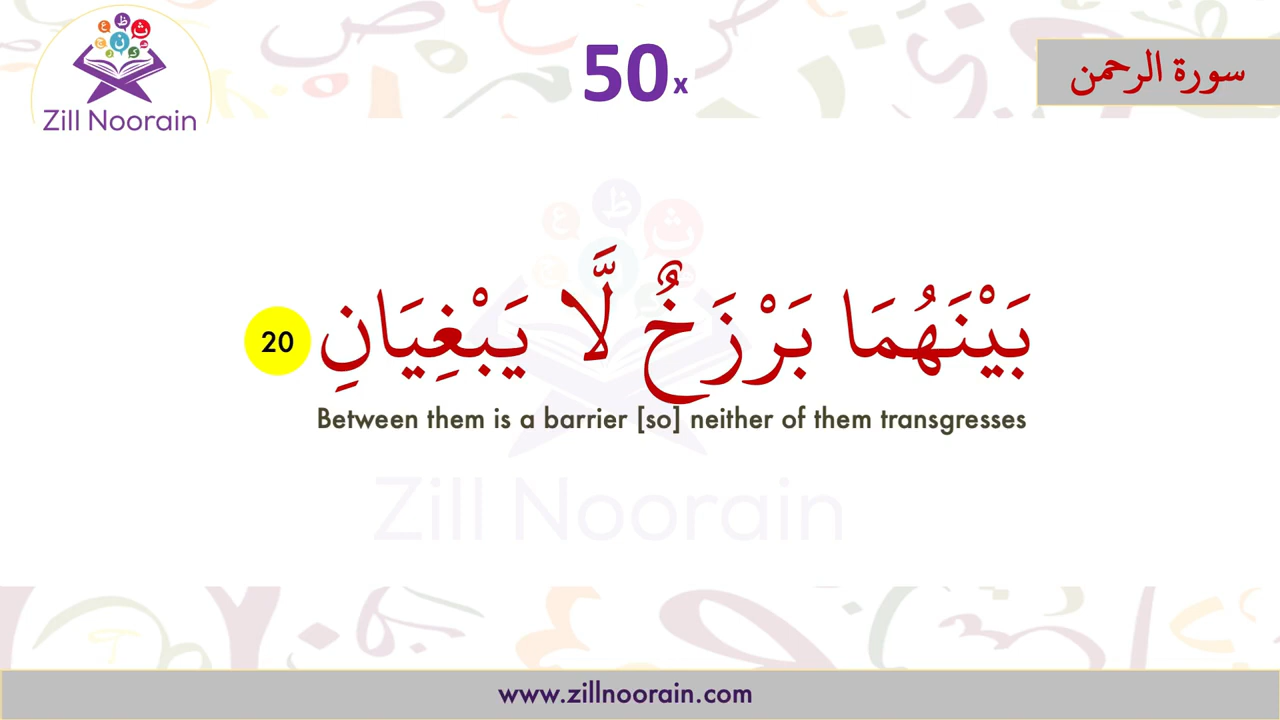 Zill Noorain
50x
سورة الرحمن
بَيْنَهُمَا بَرْزَخٌ لَّا يَبْغِيَانِ
20
Between them is a barrier [so] neither of them transgresses
Zill Noorain
www.zillnoorain.com